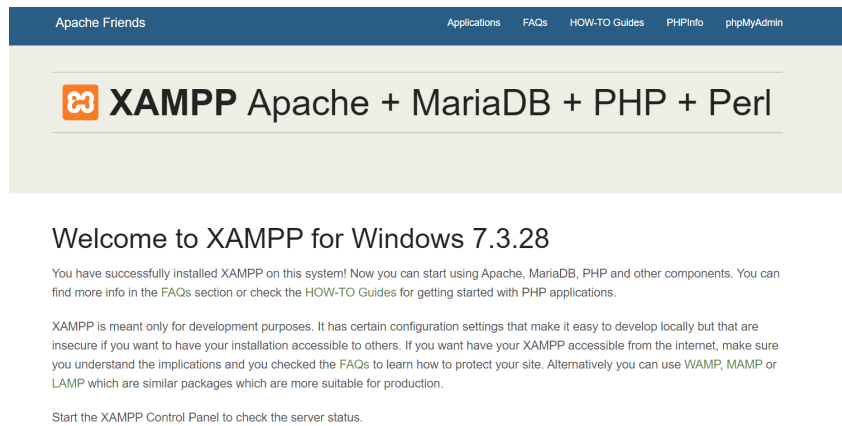 Apache Friends
Applications FAQs HOW-TO Guides PHPInfo phpMyAdmin
XAMPP Apache + MariaDB + PHP + Perl
Welcome to XAMPP for Windows 7.3.28
You have successfully installed XAMPP on this system! Now you can start using Apache, MariaDB, PHP and other components. You can
find more info in the FAQs section or check the HOW-TO Guides for getting started with PHP applications.
XAMPP is meant only for development purposes. It has certain configuration settings that make it easy to develop locally but that are
insecure if you want to have your installation accessible to others. If you want have your XAMPP accessible from the internet, make sure
you understand the implications and you checked the FAQs to learn how to protect your site. Alternatively you can use WAMP, MAMP or
LAMP which are similar packages which are more suitable for production.
Start the XAMPP Control Panel to check the server status.